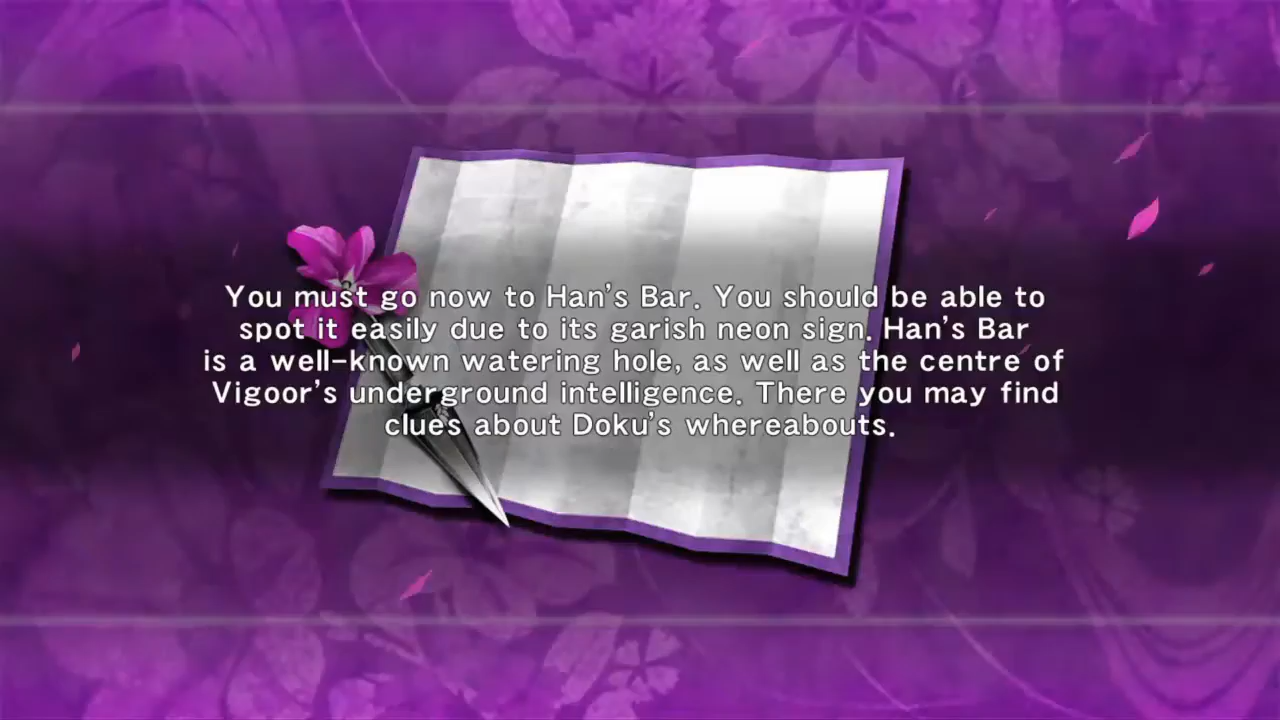 You must go now to Han's Bar. You should be able to
spot it easily due to its garish neon sign. Han's Bar
is a well-known watering hole, as well as the centre of
Vigoor's underground intelligence. There you may find
clues about Doku's whereabouts.